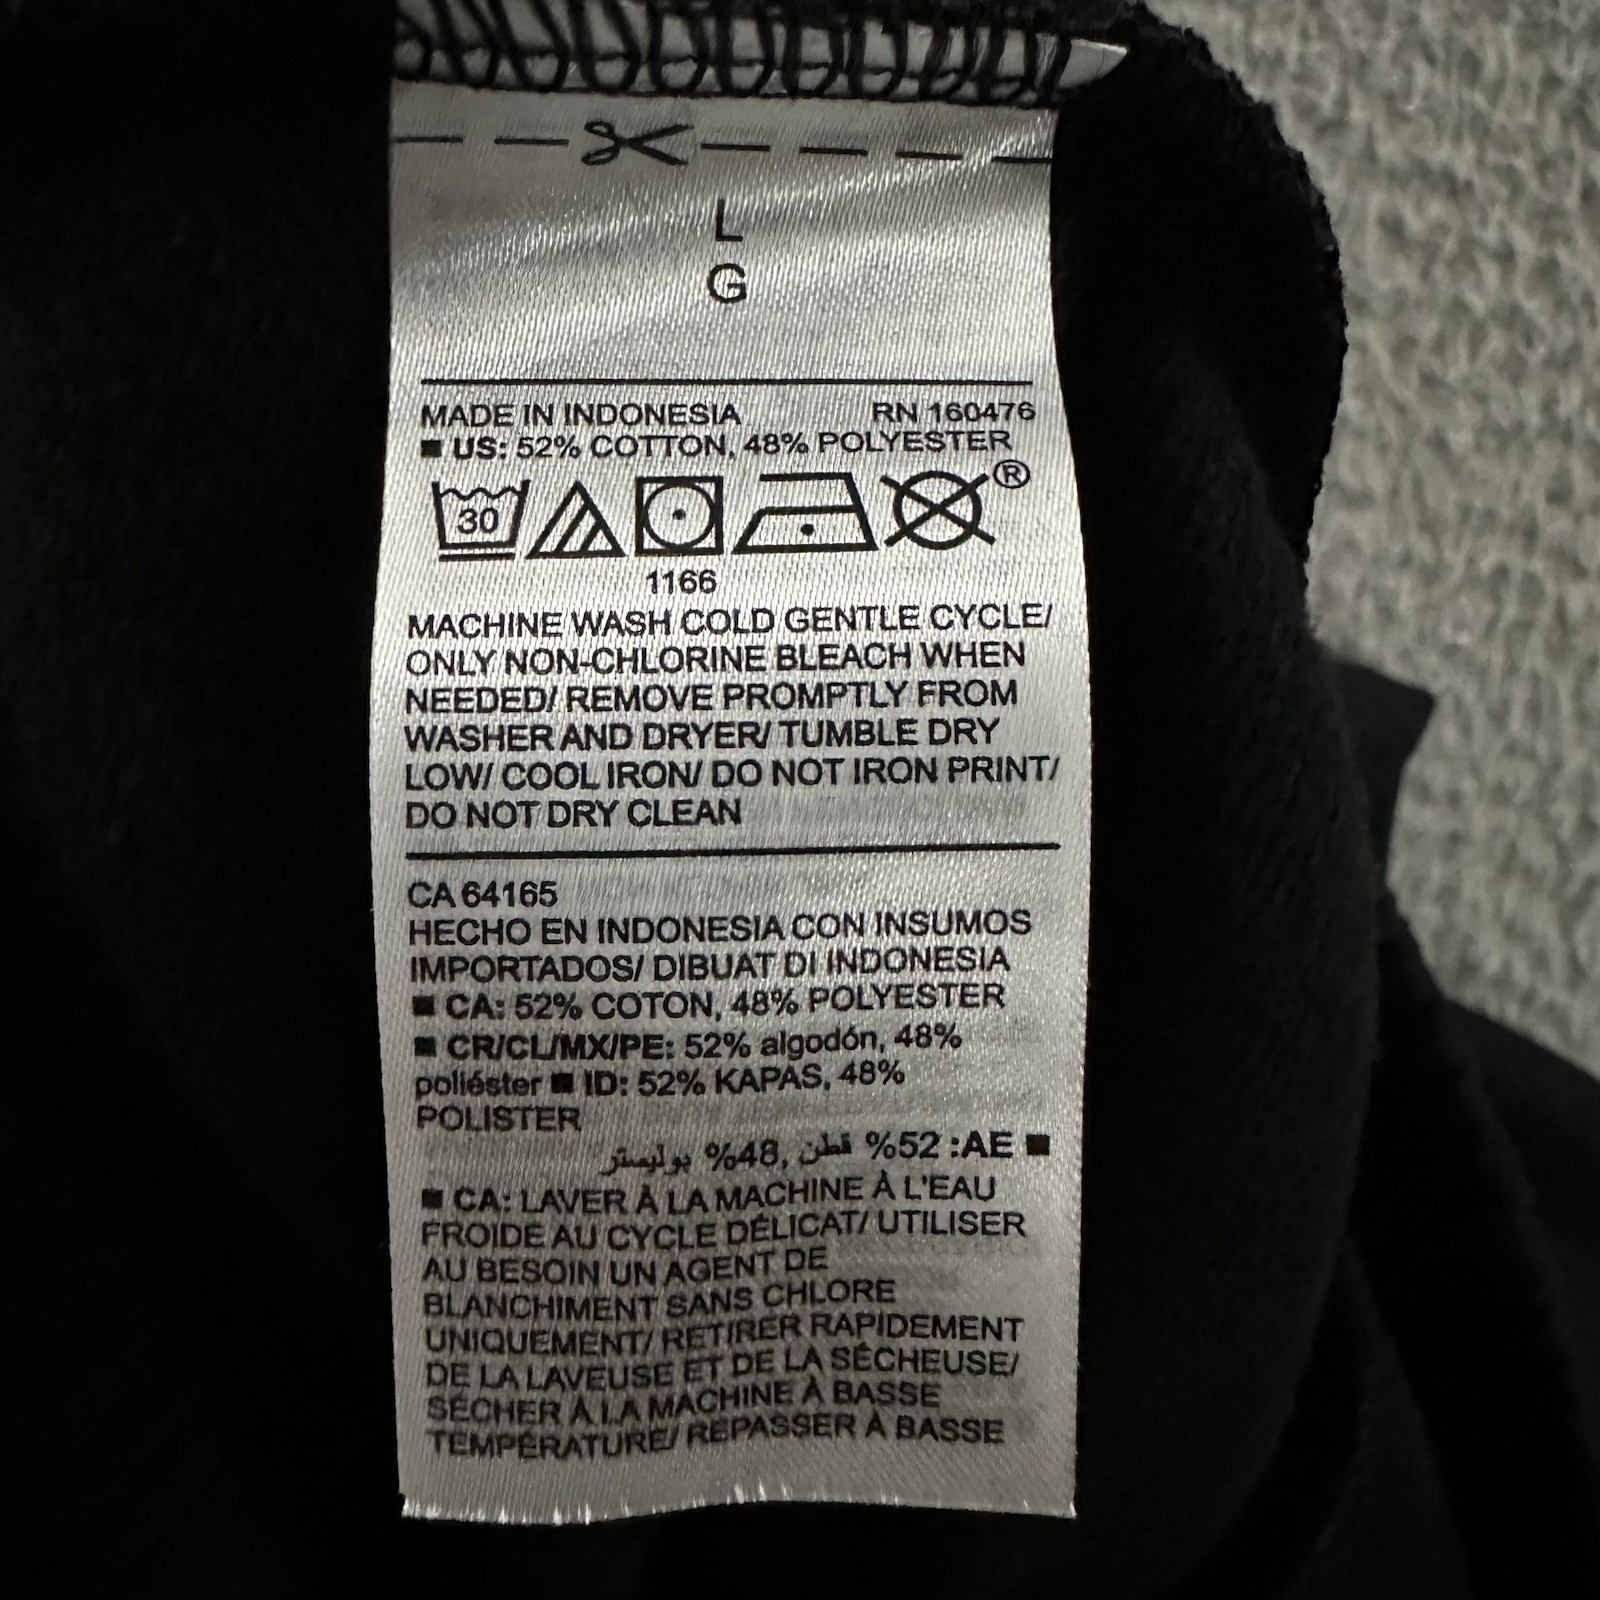 L
G
MADE IN INDONESIA RN 160476
■ US: 52% COTTON, 48% POLYESTER
30 ®
1166
MACHINE WASH COLD GENTLE CYCLE/
ONLY NON-CHLORINE BLEACH WHEN
NEEDED/ REMOVE PROMPTLY FROM
WASHER AND DRYER/ TUMBLE DRY
LOW/ COOL IRON/ DO NOT IRON PRINT/
DO NOT DRY CLEAN
CA 64165
HECHO EN INDONESIA CON INSUMOS
IMPORTADOS/ DIBUAT DI INDONESIA
■ CA: 52% COTON, 48% POLYESTER
■ CR/CL/MX/PE: 52% algodón, 48%
poliéster ■ ID: 52% KAPAS, 48%
POLISTER
■ AE: 52% قطن, 48% بوليستر
■ CA: LAVER À LA MACHINE À L'EAU
FROIDE AU CYCLE DÉLICAT/ UTILISER
AU BESOIN UN AGENT DE
BLANCHIMENT SANS CHLORE
UNIQUEMENT/ RETIRER RAPIDEMENT
DE LA LAVEUSE ET DE LA SÉCHEUSE/
SÉCHER À LA MACHINE À BASSE
TEMPÉRATURE/ REPASSER À BASSE